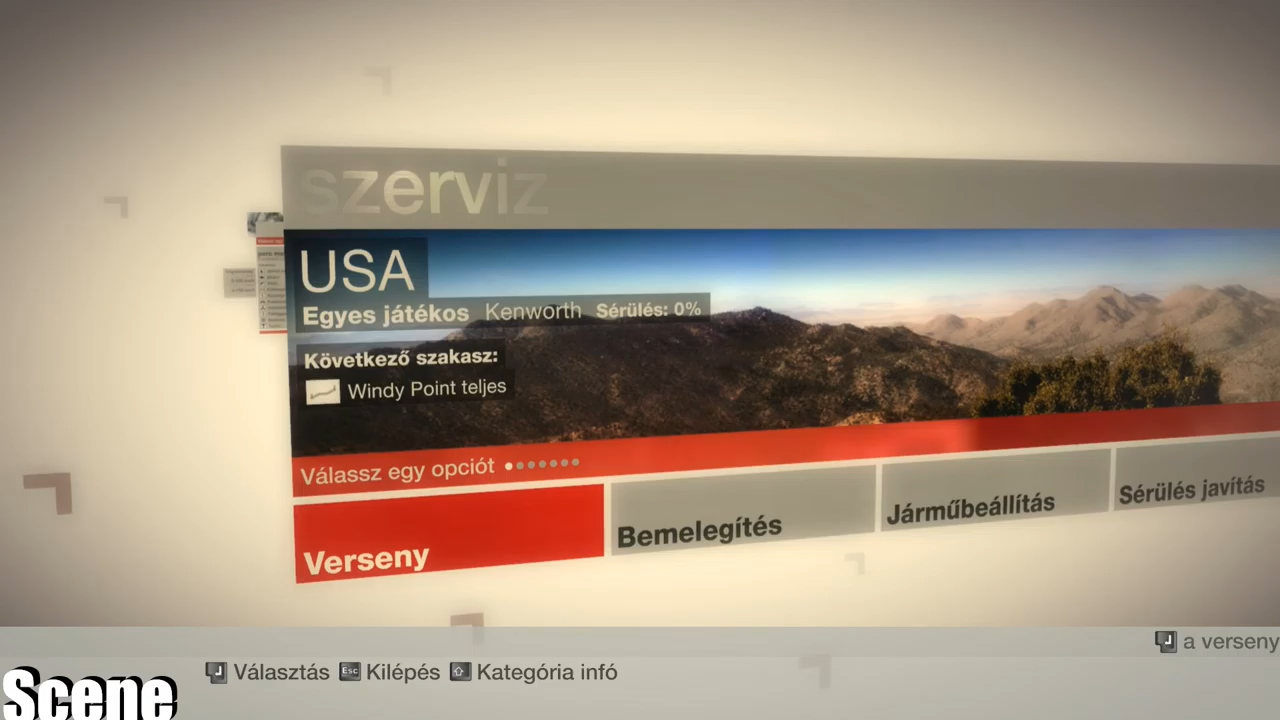 szerviz
USA
Egyes játékos Kenworth Sérülés: 0%
Következő szakasz:
Windy Point teljes
Válassz egy opciót
Verseny
Bemelegítés
Járműbeállítás
Sérülés javítás
a verseny
Választás Esc Kilépés Kategória infó
Scene